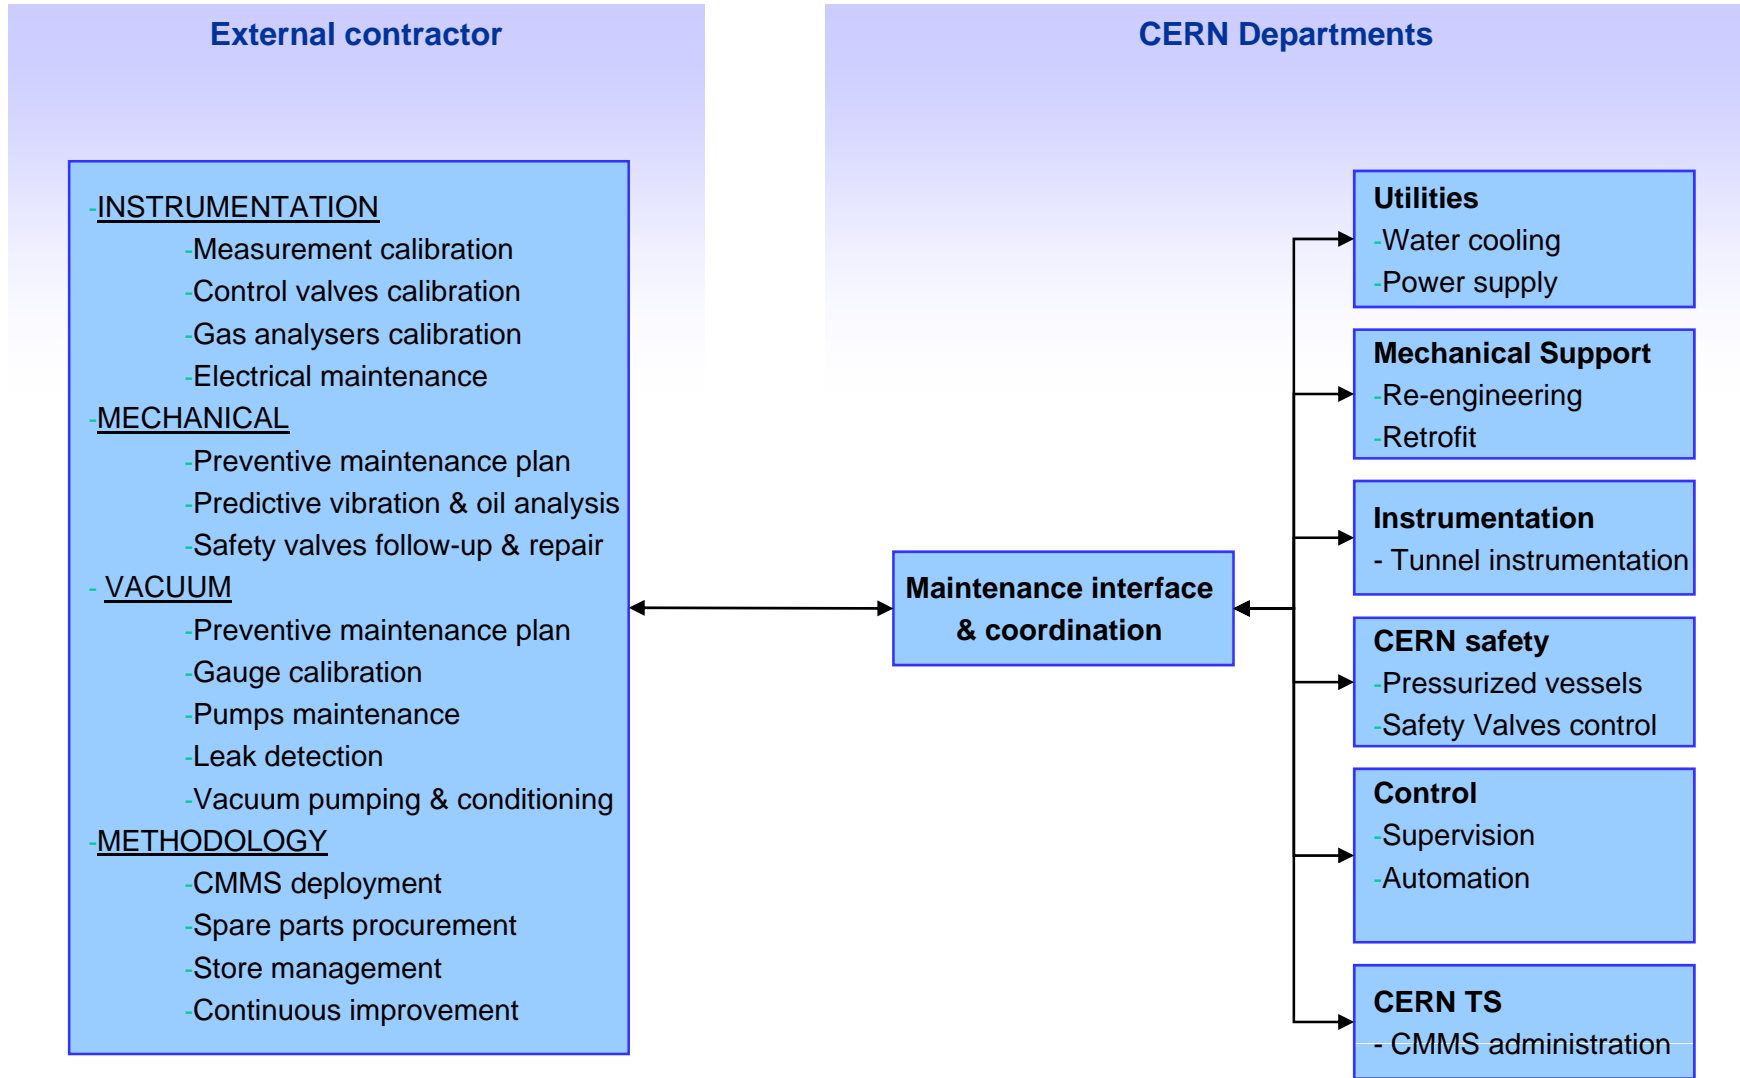 External contractor
-INSTRUMENTATION
-Measurement calibration
-Control valves calibration
-Gas analysers calibration
-Electrical maintenance
-MECHANICAL
-Preventive maintenance plan
-Predictive vibration & oil analysis
-Safety valves follow-up & repair
- VACUUM
-Preventive maintenance plan
-Gauge calibration
-Pumps maintenance
-Leak detection
-Vacuum pumping & conditioning
-METHODOLOGY
-CMMS deployment
-Spare parts procurement
-Store management
-Continuous improvement
Maintenance interface
& coordination
CERN Departments
Utilities
-Water cooling
-Power supply
Mechanical Support
-Re-engineering
-Retrofit
Instrumentation
- Tunnel instrumentation
CERN safety
-Pressurized vessels
-Safety Valves control
Control
-Supervision
-Automation
CERN TS
- CMMS administration